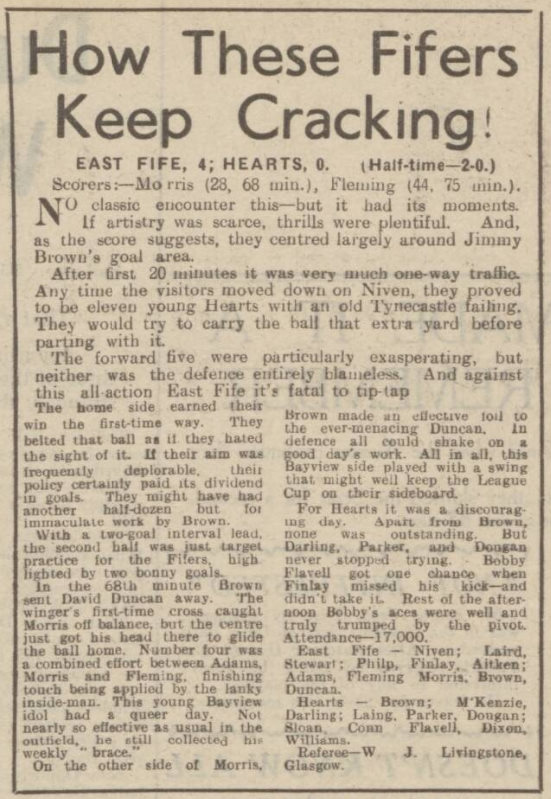 How These Fifers
Keep Cracking!
EAST FIFE, 4; HEARTS, 0. (Half-time—2-0.)
Scorers:—Morris (28, 68 min.), Fleming (44, 75 min.).
NO classic encounter this—but it had its moments.
If artistry was scarce, thrills were plentiful. And,
as the score suggests, they centred largely around Jimmy
Brown's goal area.
After first 20 minutes it was very much one-way traffic.
Any time the visitors moved down on Niven, they proved
to be eleven young Hearts with an old Tynecastle failing.
They would try to carry the ball that extra yard before
parting with it.
The forward five were particularly exasperating, but
neither was the defence entirely blameless. And against
this all-action East Fife it's fatal to tip-tap
The home side earned their
win the first-time way. They
belted that ball as if they hated
the sight of it. If their aim was
frequently deplorable, their
policy certainly paid its dividend
in goals. They might have had
another half-dozen but for
immaculate work by Brown.
With a two-goal interval lead,
the second half was just target
practice for the Fifers, high-
lighted by two bonny goals.
In the 68th minute Brown
sent David Duncan away. The
winger's first-time cross caught
Morris off balance, but the centre
just got his head there to glide
the ball home. Number four was
a combined effort between Adams,
Morris and Fleming, finishing
touch being applied by the lanky
inside-man. This young Bayview
idol had a queer day. Not
nearly so effective as usual in the
outfield, he still collected his
weekly "brace."
On the other side of Morris,
Brown made an effective foil to
the ever-menacing Duncan. In
defence all could shake on a
good day's work. All in all, this
Bayview side played with a swing
that might well keep the League
Cup on their sideboard.
For Hearts it was a discourag-
ing day. Apart from Brown,
none was outstanding. But
Darling, Parker, and Dougan
never stopped trying. Bobby
Flavell got one chance when
Finlay missed his kick—and
didn't take it. Rest of the after-
noon Bobby's aces were well and
truly trumped by the pivot.
Attendance—17,000.
East Fife — Niven; Laird,
Stewart; Philp, Finlay, Aitken;
Adams, Fleming Morris, Brown,
Duncan.
Hearts — Brown; M'Kenzie,
Darling; Laing, Parker, Dougan;
Sloan, Conn Flavell, Dixon,
Williams.
Referee—W. J. Livingstone,
Glasgow.